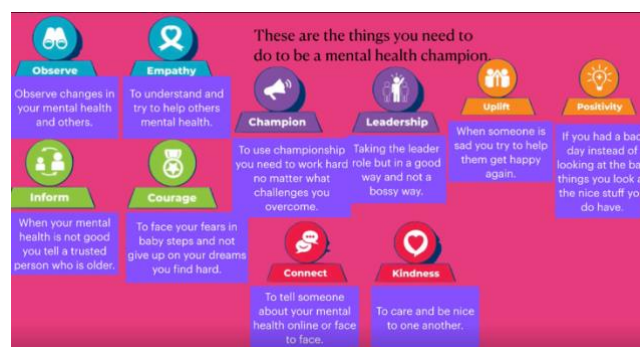 These are the things you need to
do to be a mental health champion.
Observe
Observe changes in
your mental health
and others.
Empathy
To understand and
try to help others
mental health.
Champion
To use championship
you need to work hard
no matter what
challenges you
overcome.
Leadership
Taking the leader
role but in a good
way and not a
bossy way.
Uplift
When someone is
sad you try to help
them get happy
again.
Positivity
If you had a bad
day instead of
looking at the ba
things you look a
the nice stuff yo
do have.
Inform
When your mental
health is not good
you tell a trusted
person who is older.
Courage
To face your fears in
baby steps and not
give up on your dreams
you find hard.
Connect
To tell someone
about your mental
health online or face
to face.
Kindness
To care and be nice
to one another.